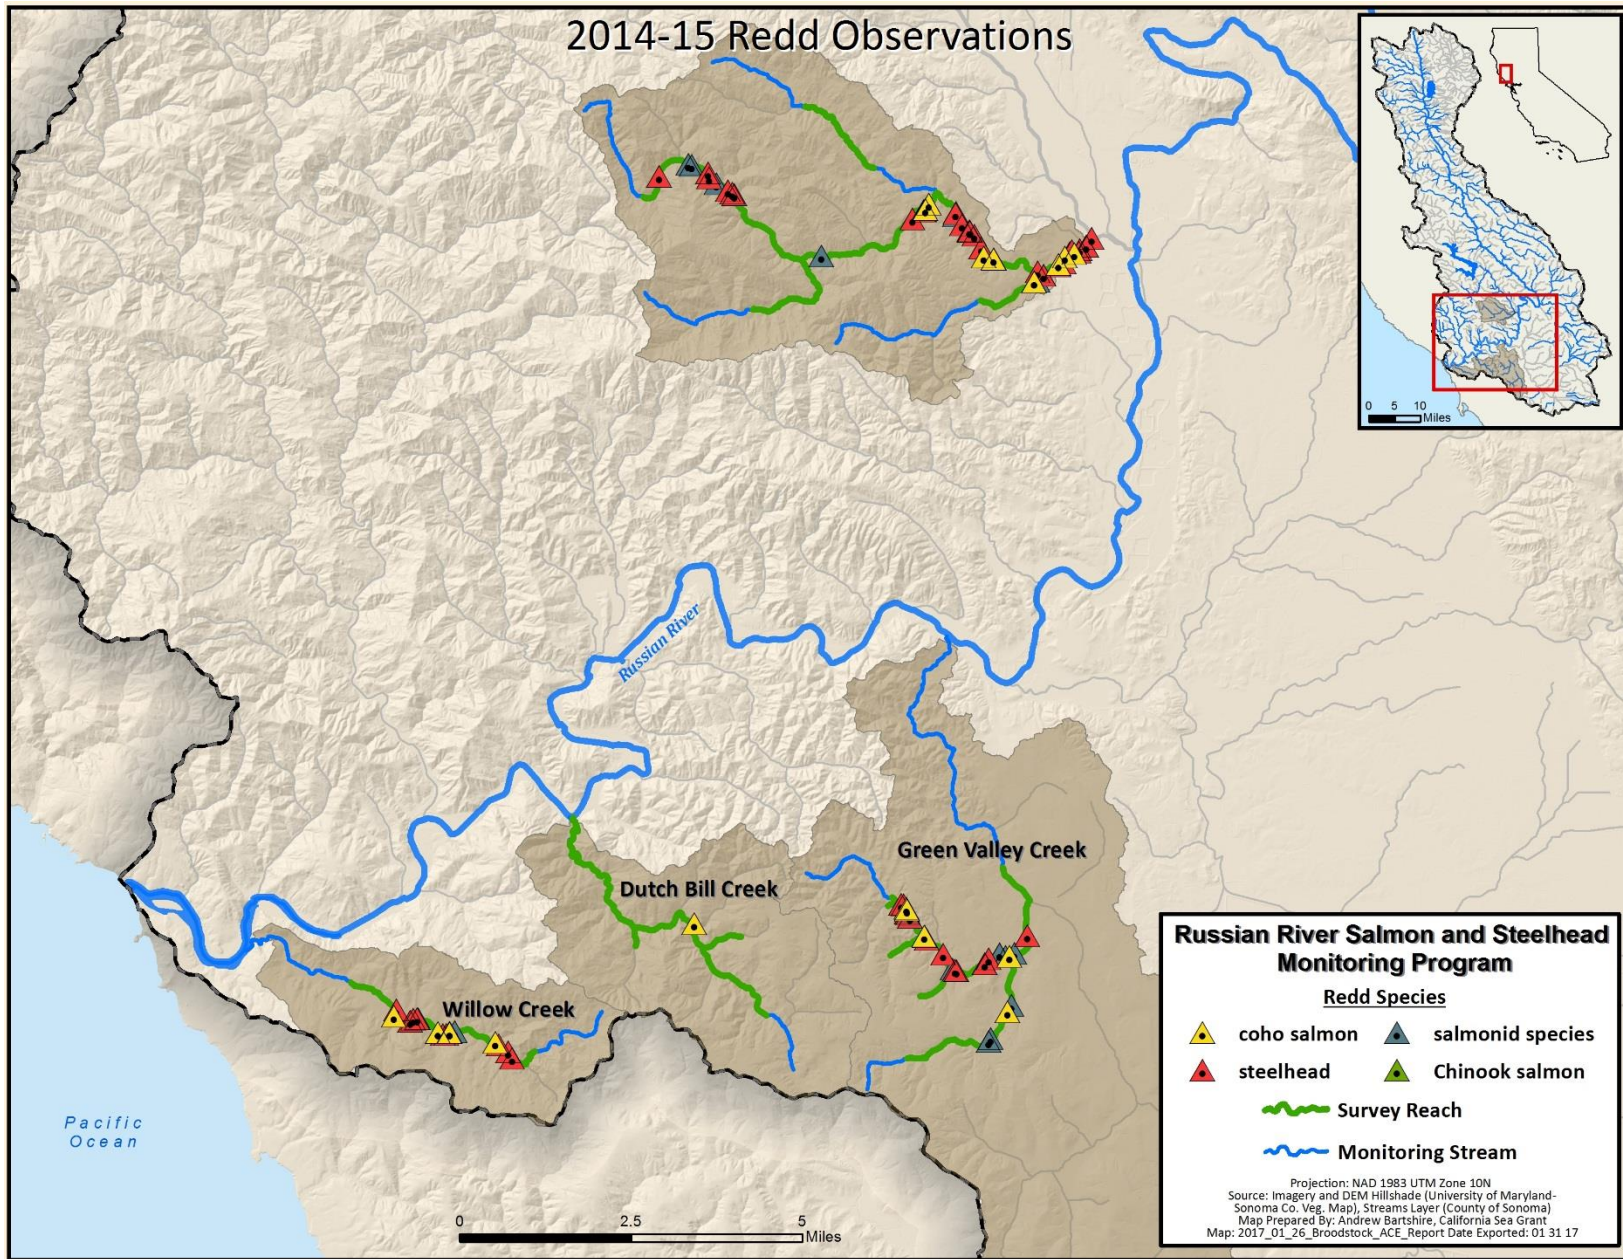 2014-15 Redd Observations
0 5 10
Miles
Russian River
Green Valley Creek
Dutch Bill Creek
Willow Creek
Pacific
Ocean
0 2.5 5
Miles
Russian River Salmon and Steelhead
Monitoring Program
Redd Species
coho salmon salmonid species
steelhead Chinook salmon
Survey Reach
Monitoring Stream
Projection: NAD 1983 UTM Zone 10N
Source: Imagery and DEM Hillshade (University of Maryland-
Sonoma Co. Veg. Map), Streams Layer (County of Sonoma)
Map Prepared By: Andrew Bartshire, California Sea Grant
Map: 2017_01_26_Broodstock_ACE_Report Date Exported: 01 31 17